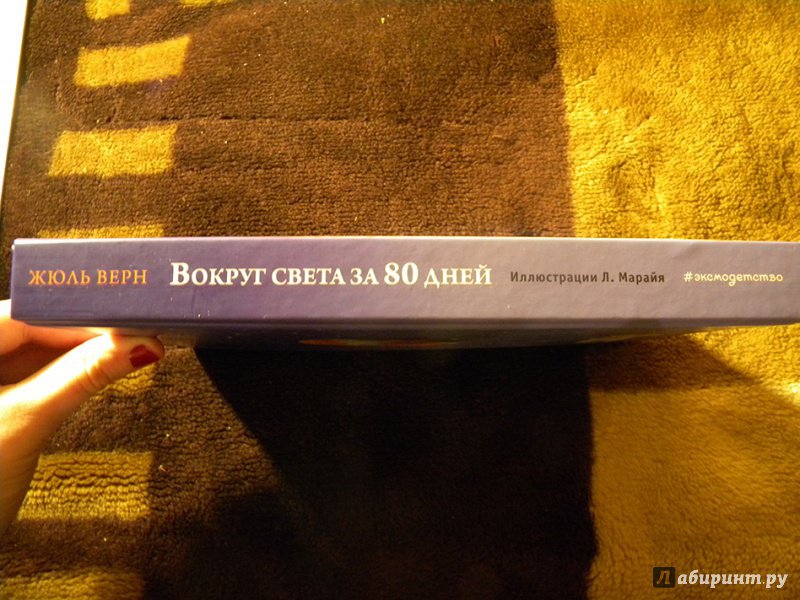 ЖЮЛЬ ВЕРН ВОКРУГ СВЕТА ЗА 80 ДНЕЙ Иллюстрации Л. Марайя #эксмодетство
Лабиринт.ру